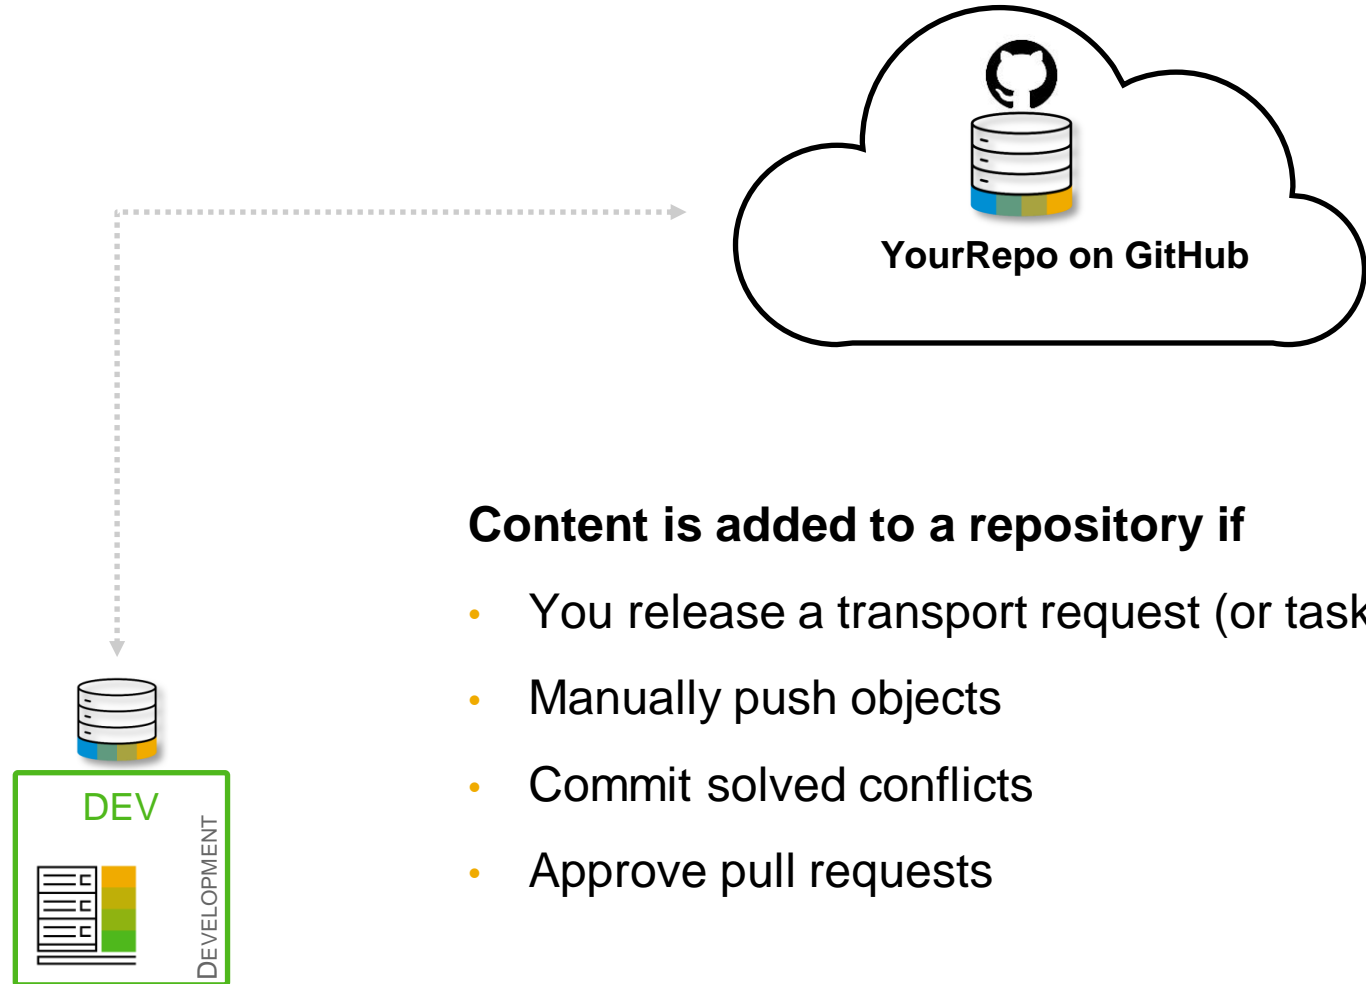 YourRepo on GitHub
Content is added to a repository if
• You release a transport request (or task
• Manually push objects
• Commit solved conflicts
• Approve pull requests
DEV
DEVELOPMENT